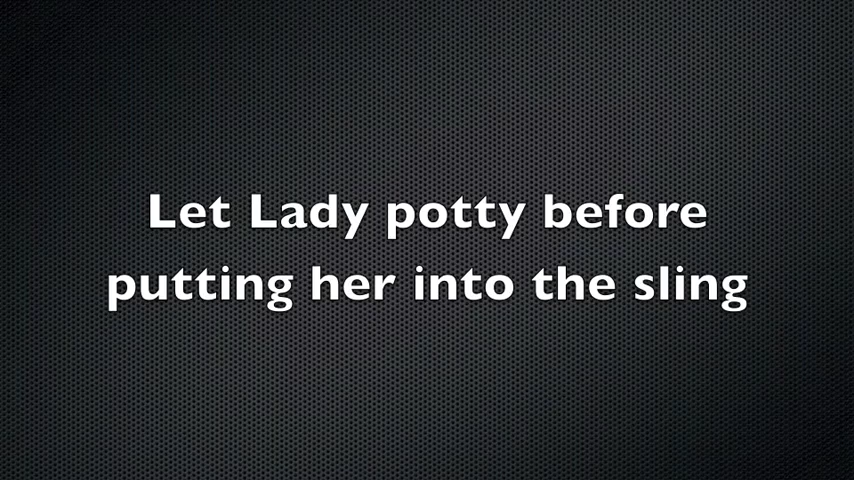 Let Lady potty before
putting her into the sling